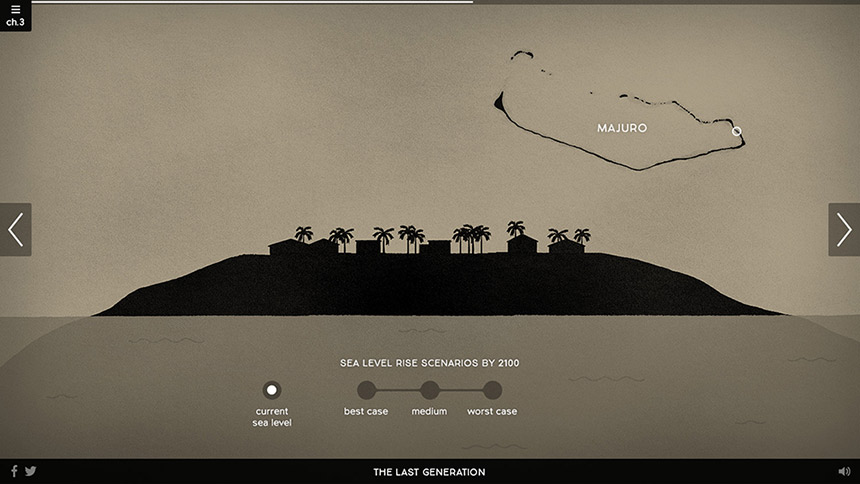 ch.3
MAJURO
SEA LEVEL RISE SCENARIOS BY 2100
current
sea level
best case
medium
worst case
THE LAST GENERATION